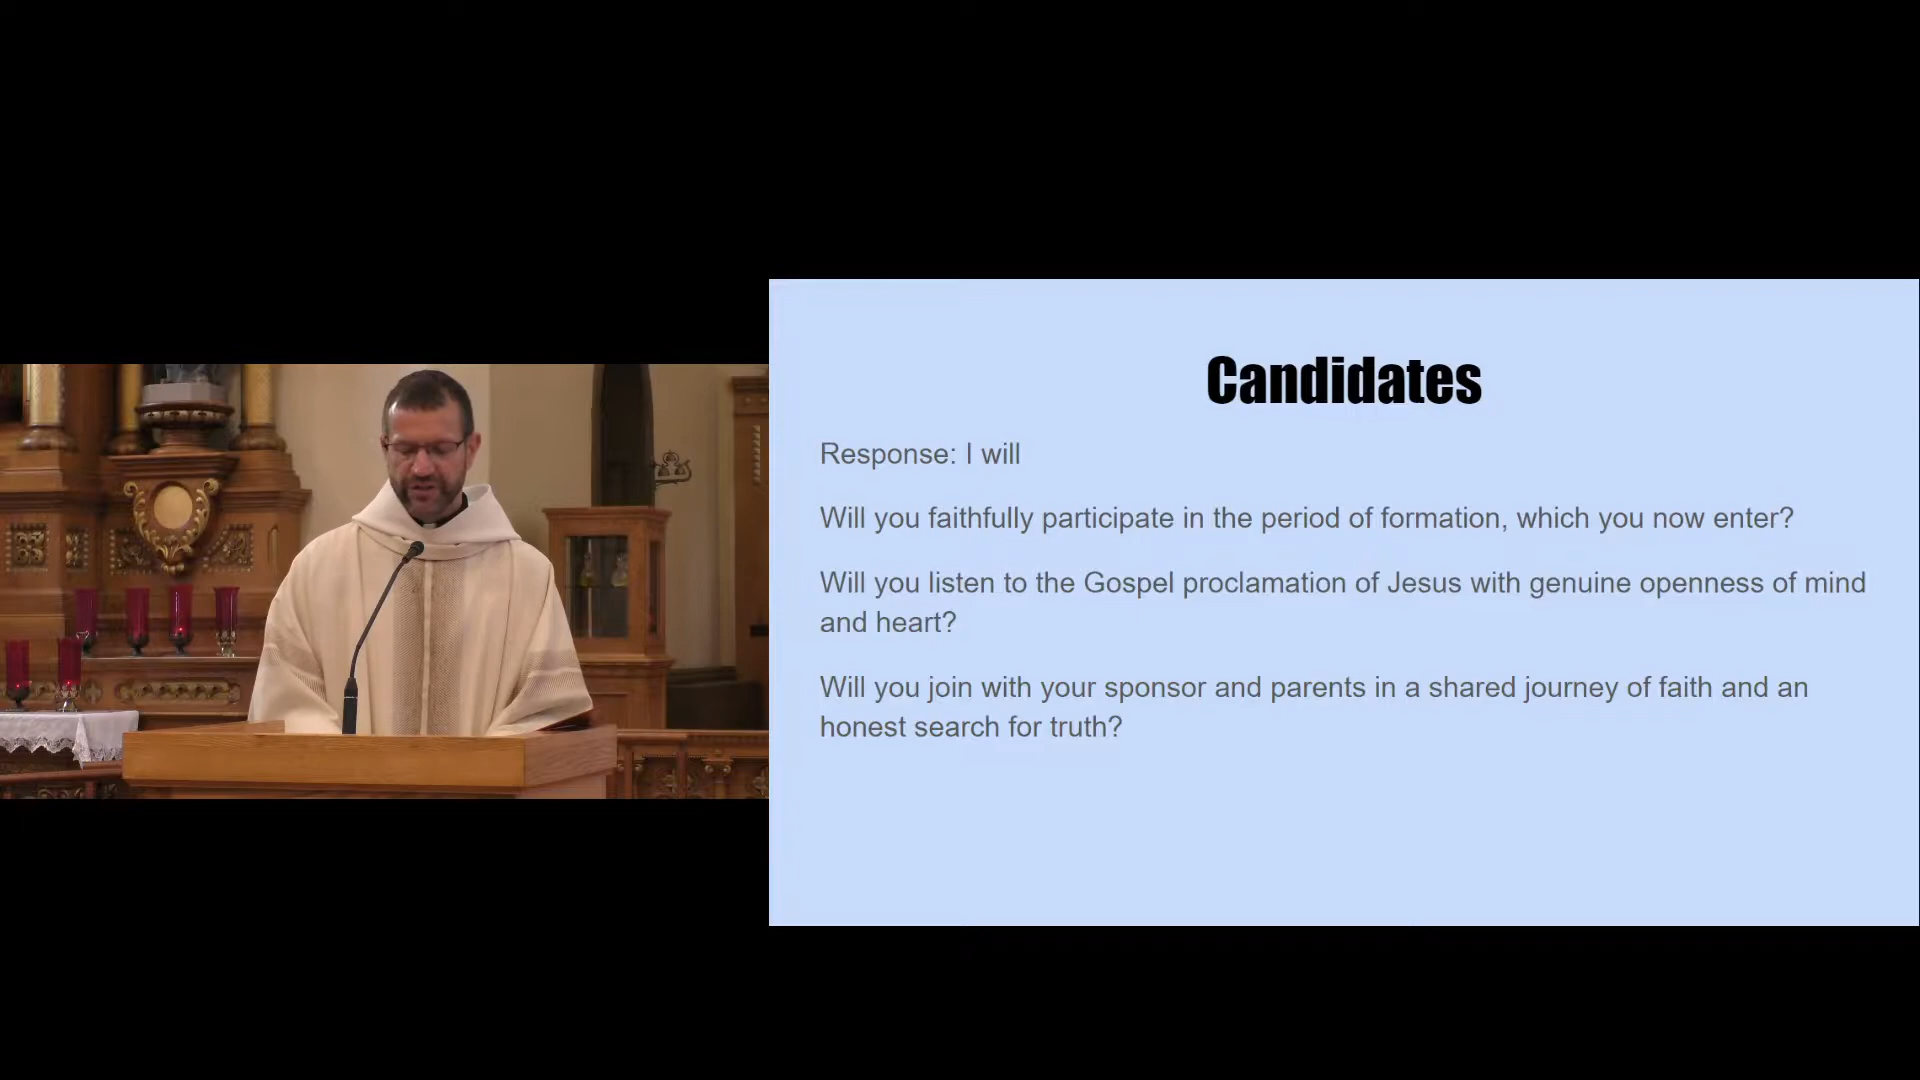 Candidates
Response: I will
Will you faithfully participate in the period of formation, which you now enter?
Will you listen to the Gospel proclamation of Jesus with genuine openness of mind
and heart?
Will you join with your sponsor and parents in a shared journey of faith and an
honest search for truth?